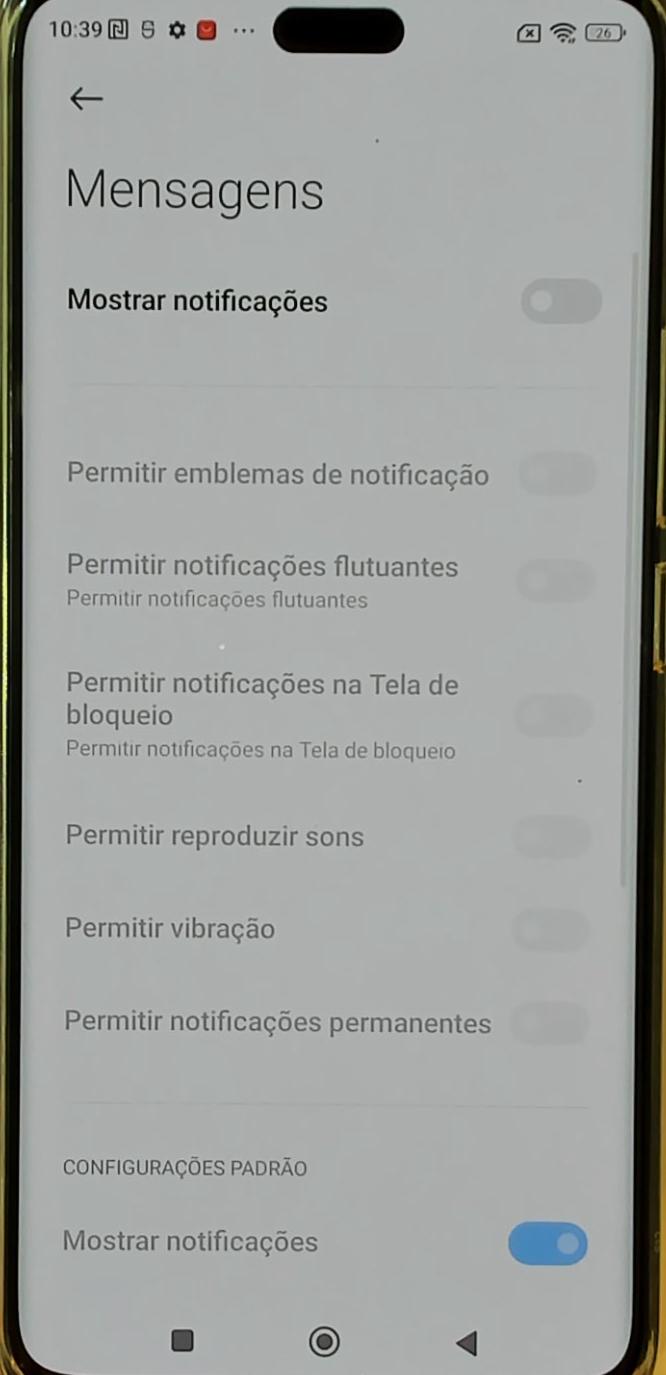 10:39
26
Mensagens
Mostrar notificações
Permitir emblemas de notificação
Permitir notificações flutuantes
Permitir notificações flutuantes
Permitir notificações na Tela de
bloqueio
Permitir notificações na Tela de bloqueio
Permitir reproduzir sons
Permitir vibração
Permitir notificações permanentes
CONFIGURAÇÕES PADRÃO
Mostrar notificações